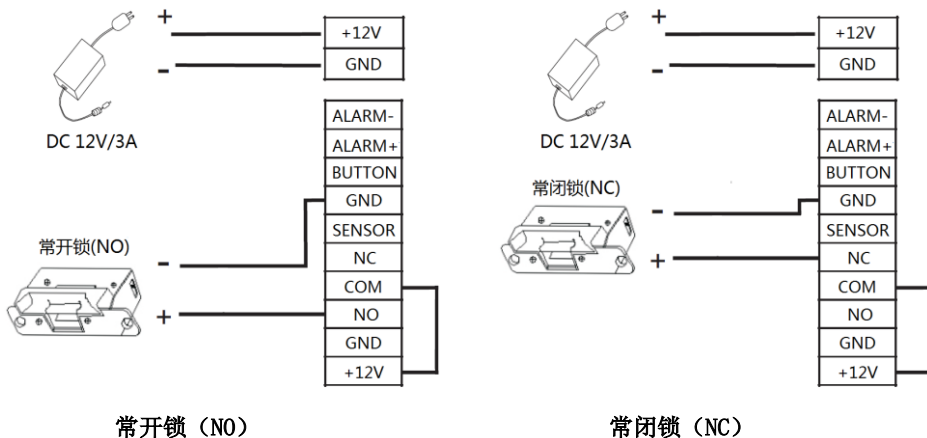 +
+12V
-
GND
DC 12V/3A
ALARM-
ALARM+
BUTTON
GND
SENSOR
NC
COM
NO
GND
+12V
常开锁(NO)
-
+
常开锁（NO）
+
+12V
-
GND
DC 12V/3A
ALARM-
ALARM+
BUTTON
GND
SENSOR
NC
COM
NO
GND
+12V
常闭锁(NC)
-
+
常闭锁（NC）